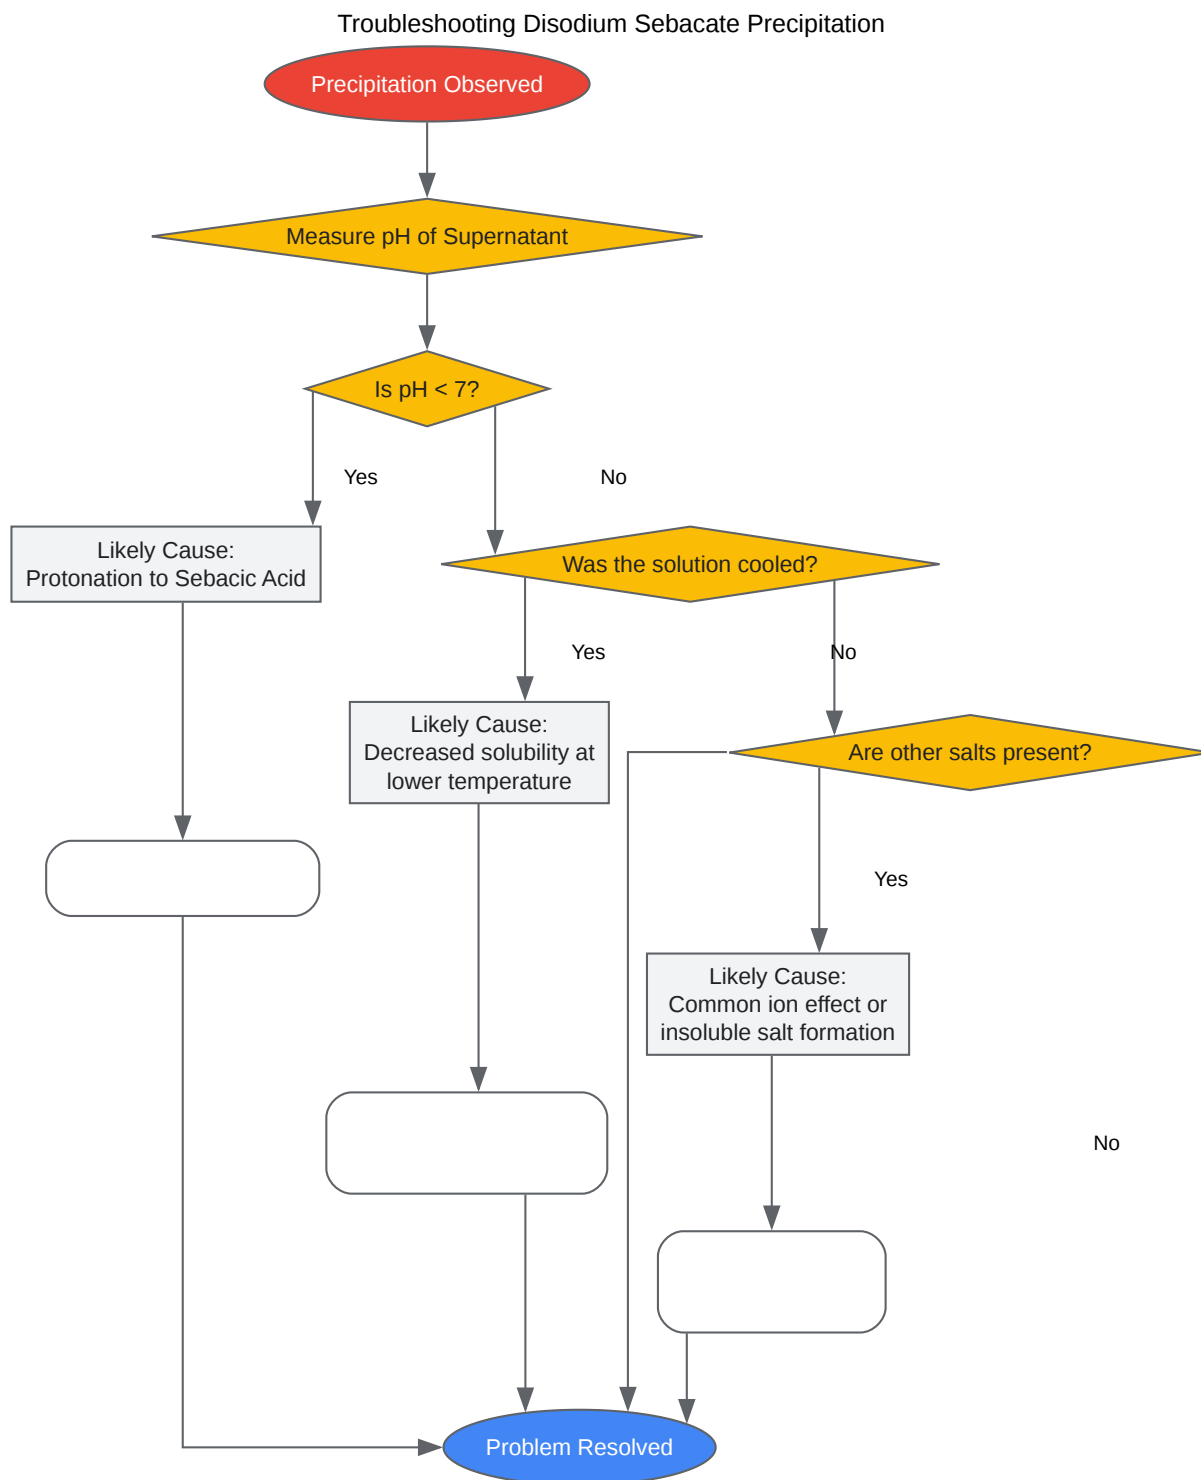 Troubleshooting Disodium Sebacate Precipitation
Precipitation Observed
Measure pH of Supernatant
Is pH < 7?
Yes
No
Likely Cause:
Protonation to Sebacic Acid
Was the solution cooled?
Yes
No
Likely Cause:
Decreased solubility at
lower temperature
Are other salts present?
Yes
Likely Cause:
Common ion effect or
insoluble salt formation
No
Problem Resolved